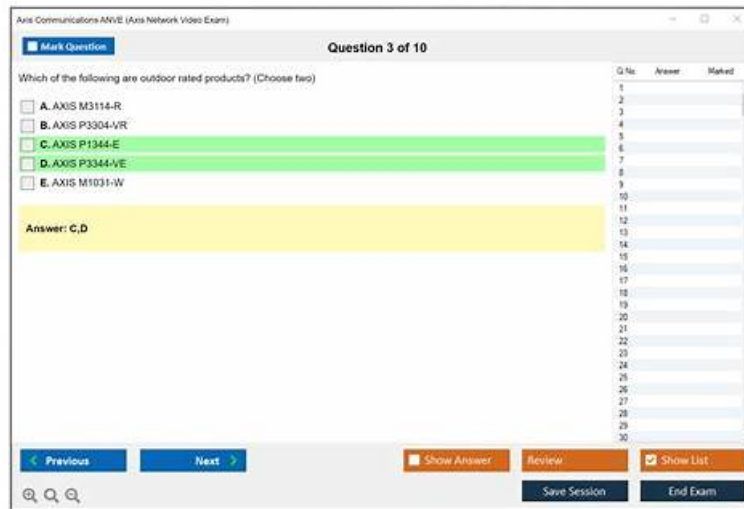 Axis Communications ANVE (Axis Network Video Exam)
Mark Question
Question 3 of 10
Which of the following are outdoor rated products? (Choose two)
A. AXIS M3114-R
B. AXIS P3304-VR
C. AXIS P1344-E
D. AXIS P3344-VE
E. AXIS M1031-W
Answer: C,D
Q No Answer Marked
1
2
3
4
5
6
7
8
9
10
11
12
13
14
15
16
17
18
19
20
21
22
23
24
25
26
27
28
29
30
Previous
Next
Show Answer
Review
Show List
Save Session
End Exam